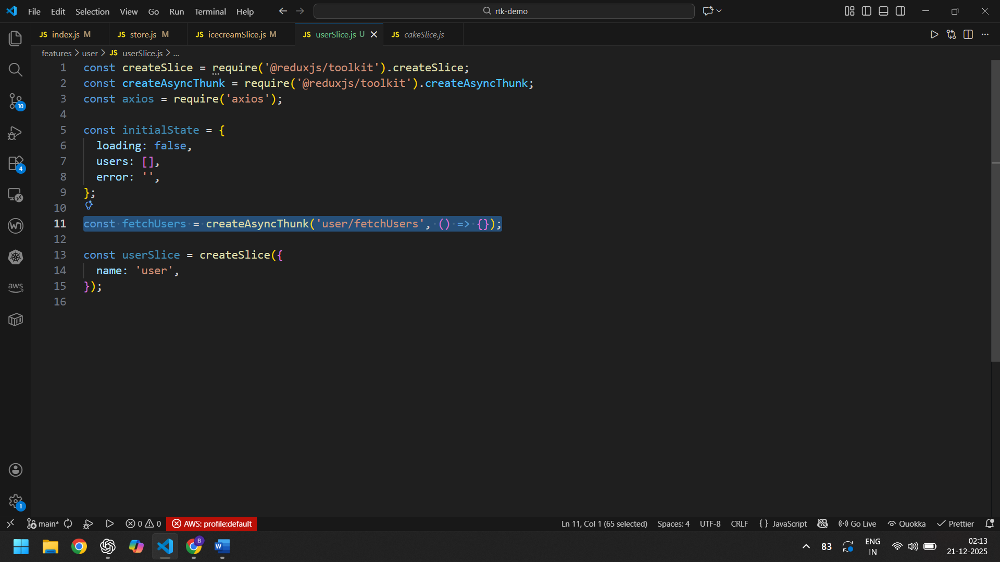 File Edit Selection View Go Run Terminal Help
rtk-demo
JS index.js M JS store.js M JS icecreamSlice.js M JS userSlice.js U JS cakeSlice.js
features > user > JS userSlice.js > ...
1 const createSlice = require('@reduxjs/toolkit').createSlice;
2 const createAsyncThunk = require('@reduxjs/toolkit').createAsyncThunk;
3 const axios = require('axios');
4
5 const initialState = {
6 loading: false,
7 users: [],
8 error: '',
9 };
10
11 const fetchUsers = createAsyncThunk('user/fetchUsers', () => {});
12
13 const userSlice = createSlice({
14 name: 'user',
15 });
16
10
4
aws
1
main* 0 0 AWS: profile:default Ln 11, Col 1 (65 selected) Spaces: 4 UTF-8 CRLF {} JavaScript Go Live Quokka Prettier
B
83
ENG
IN
02:13
21-12-2025